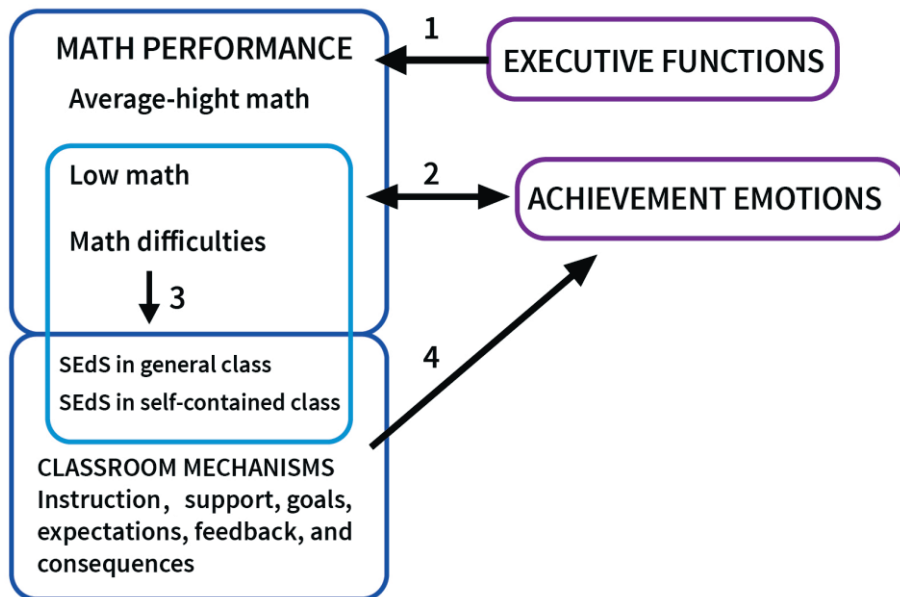 MATH PERFORMANCE
Average-hight math
Low math
Math difficulties
3
SEdS in general class
SEdS in self-contained class
CLASSROOM MECHANISMS
Instruction, support, goals,
expectations, feedback, and
consequences
1
EXECUTIVE FUNCTIONS
2
ACHIEVEMENT EMOTIONS
4